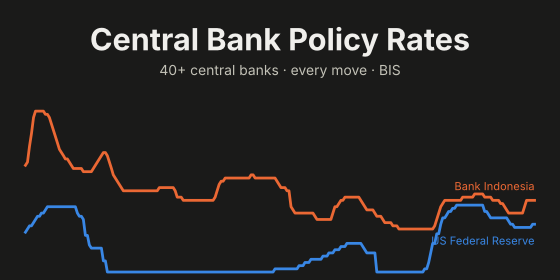 Central Bank Policy Rates
40+ central banks · every move · BIS
Bank Indonesia
US Federal Reserve